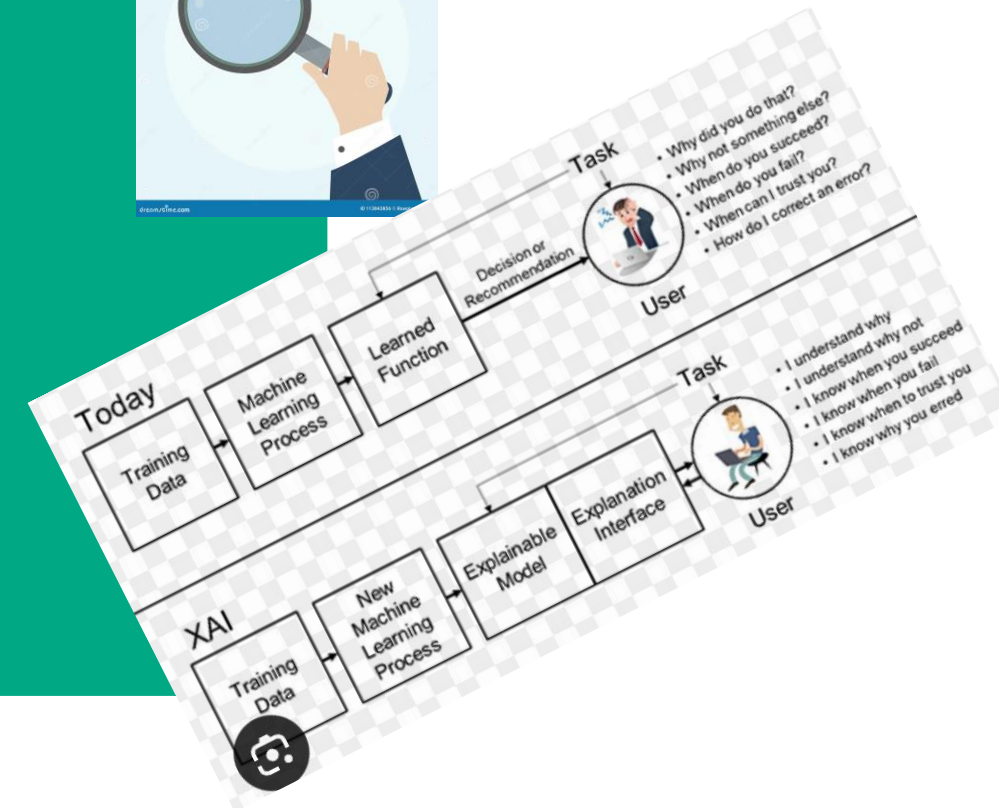 dreamstime.com
Task
• Why did you do that?
• Why not something else?
• When do you succeed?
• When do you fail?
• When can I trust you?
• How do I correct an error?
Decision or
Recommendation
User
Today
Training
Data
Machine
Learning
Process
Learned
Function
Task
• I understand why
• I understand why not
• I know when you succeed
• I know when you fail
• I know when to trust you
• I know why you erred
User
XAI
Training
Data
New
Machine
Learning
Process
Explainable
Model
Explanation
Interface